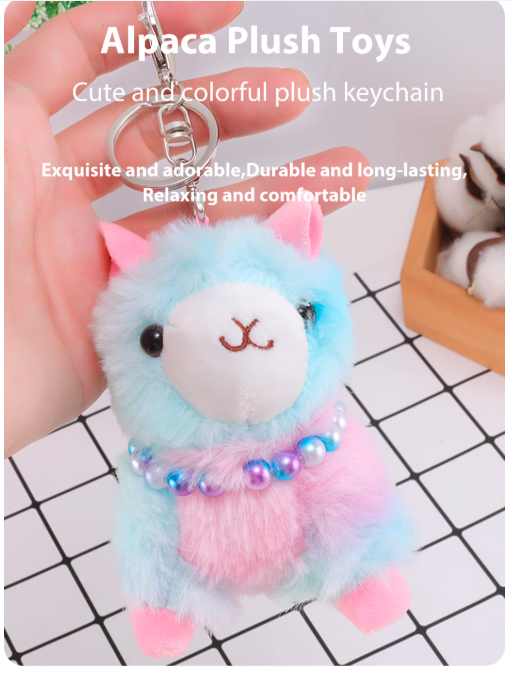 Alpaca Plush Toys
Cute and colorful plush keychain
Exquisite and adorable,Durable and long-lasting,
Relaxing and comfortable